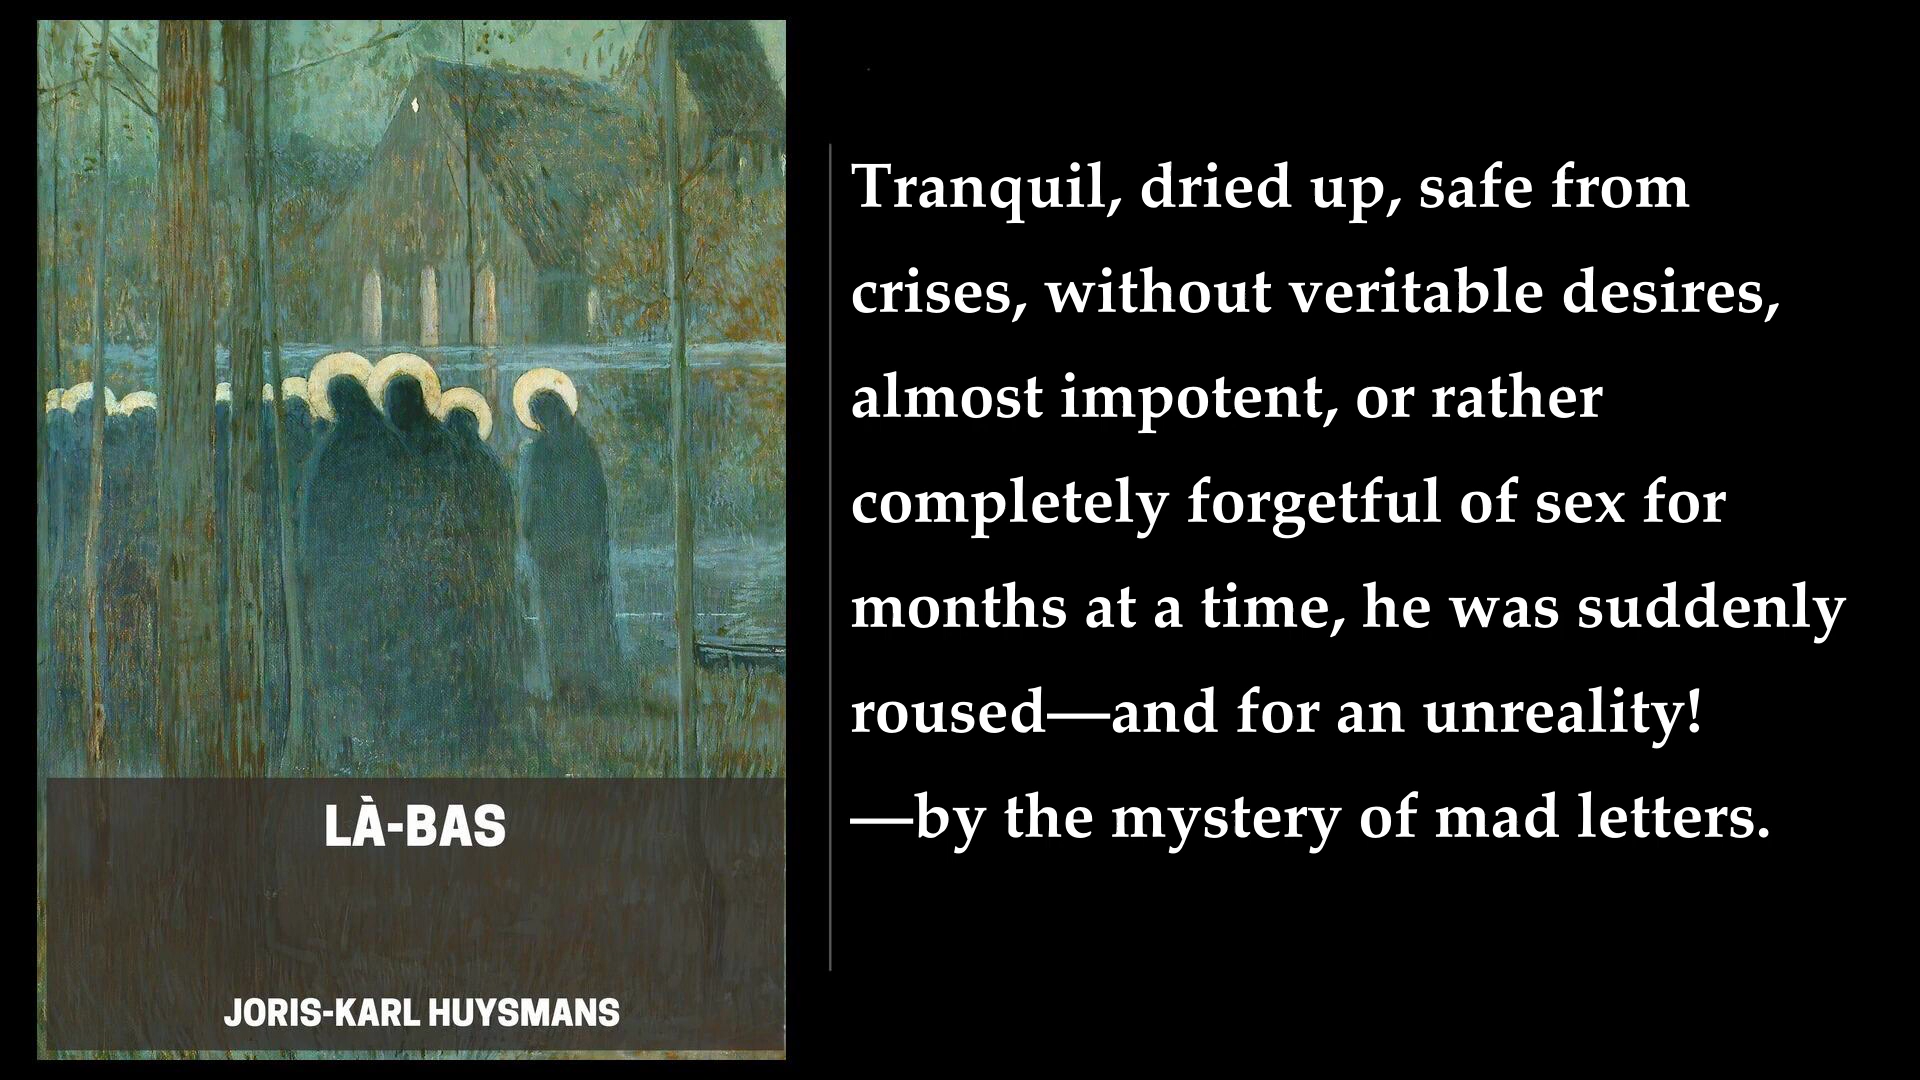 LÀ-BAS
JORIS-KARL HUYSMANS
Tranquil, dried up, safe from
crises, without veritable desires,
almost impotent, or rather
completely forgetful of sex for
months at a time, he was suddenly
roused—and for an unreality!
—by the mystery of mad letters.